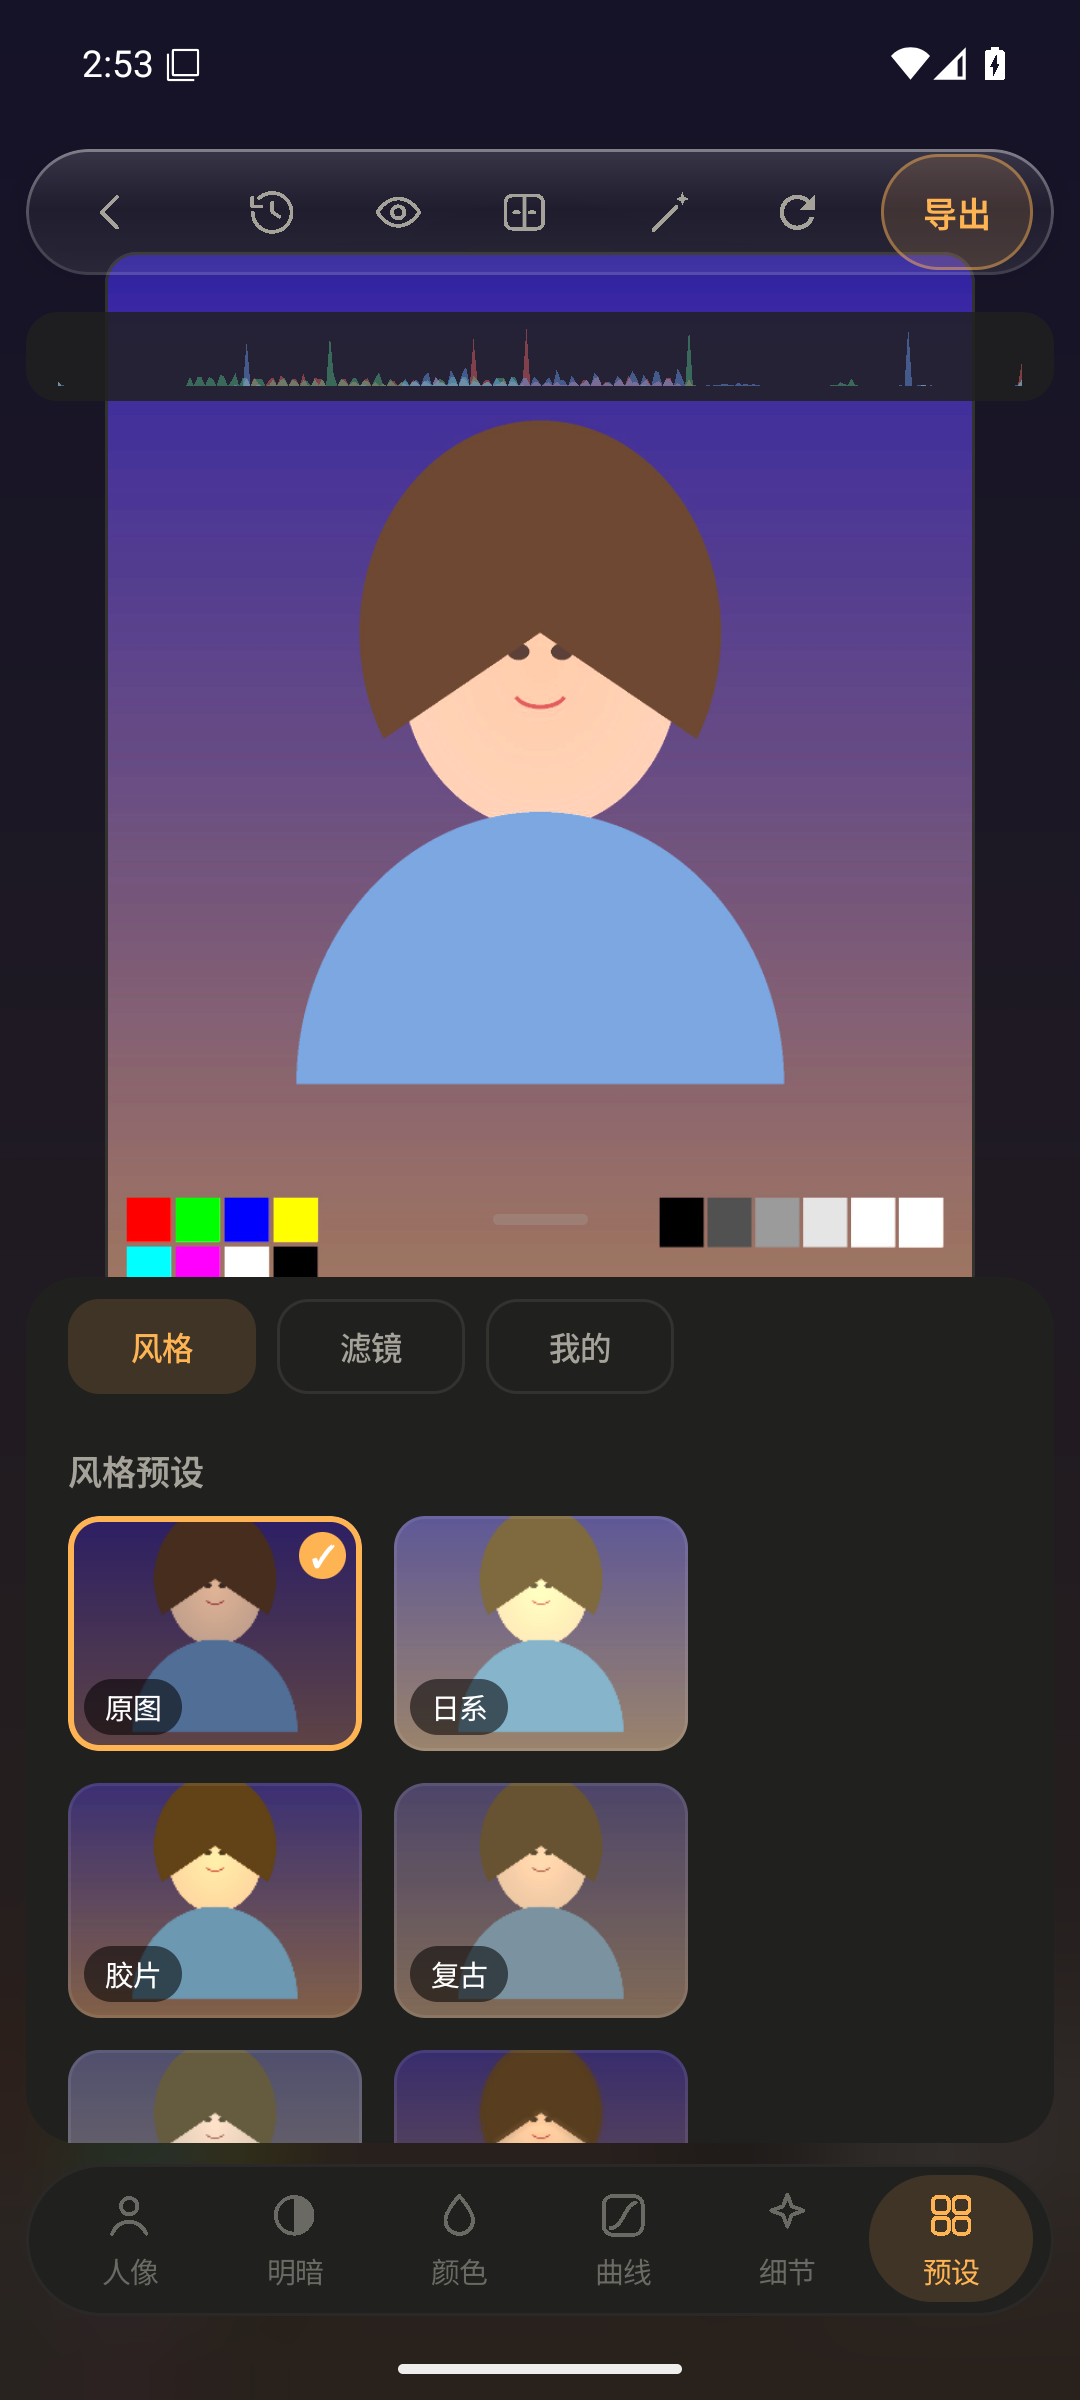 2:53
导出
风格
滤镜
我的
风格预设
原图
日系
胶片
复古
人像
明暗
颜色
曲线
细节
预设